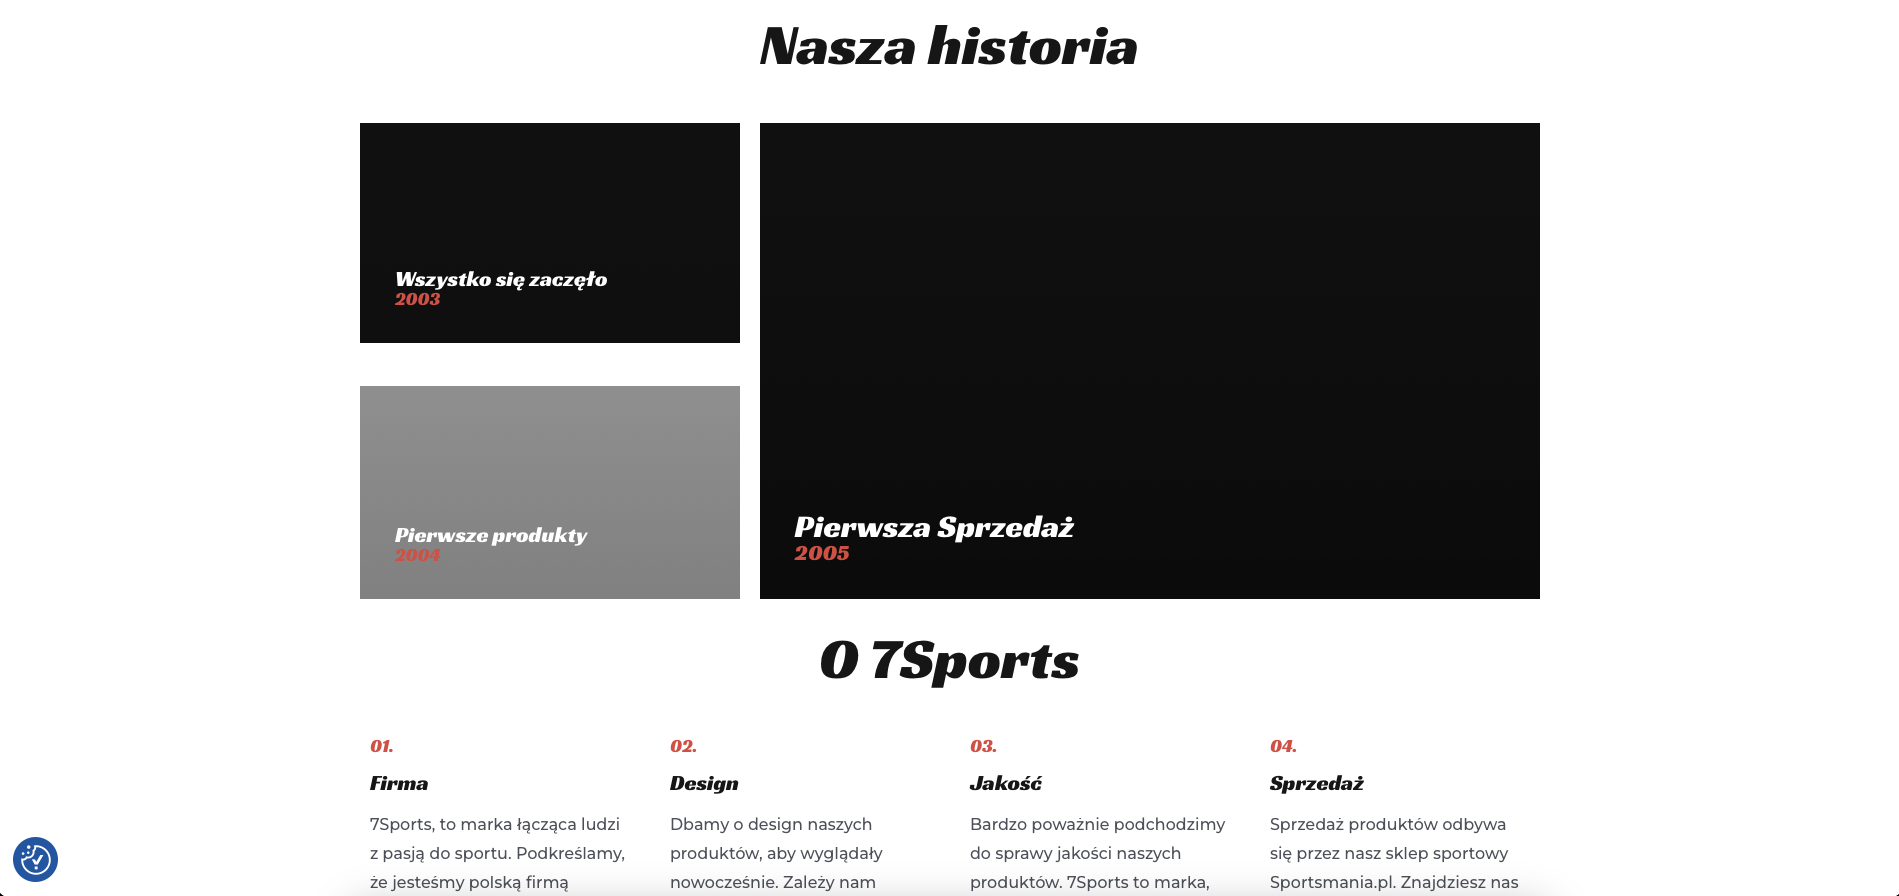 Nasza historia
Wszystko się zaczęło
2003
Pierwsze produkty
2004
Pierwsza Sprzedaż
2005
O 7Sports
01.
Firma
7Sports, to marka łącząca ludzi
z pasją do sportu. Podkreślamy,
że jesteśmy polską firmą
02.
Design
Dbamy o design naszych
produktów, aby wyglądały
nowocześnie. Zależy nam
03.
Jakość
Bardzo poważnie podchodzimy
do sprawy jakości naszych
produktów. 7Sports to marka,
04.
Sprzedaż
Sprzedaż produktów odbywa
się przez nasz sklep sportowy
Sportsmania.pl. Znajdziesz nas